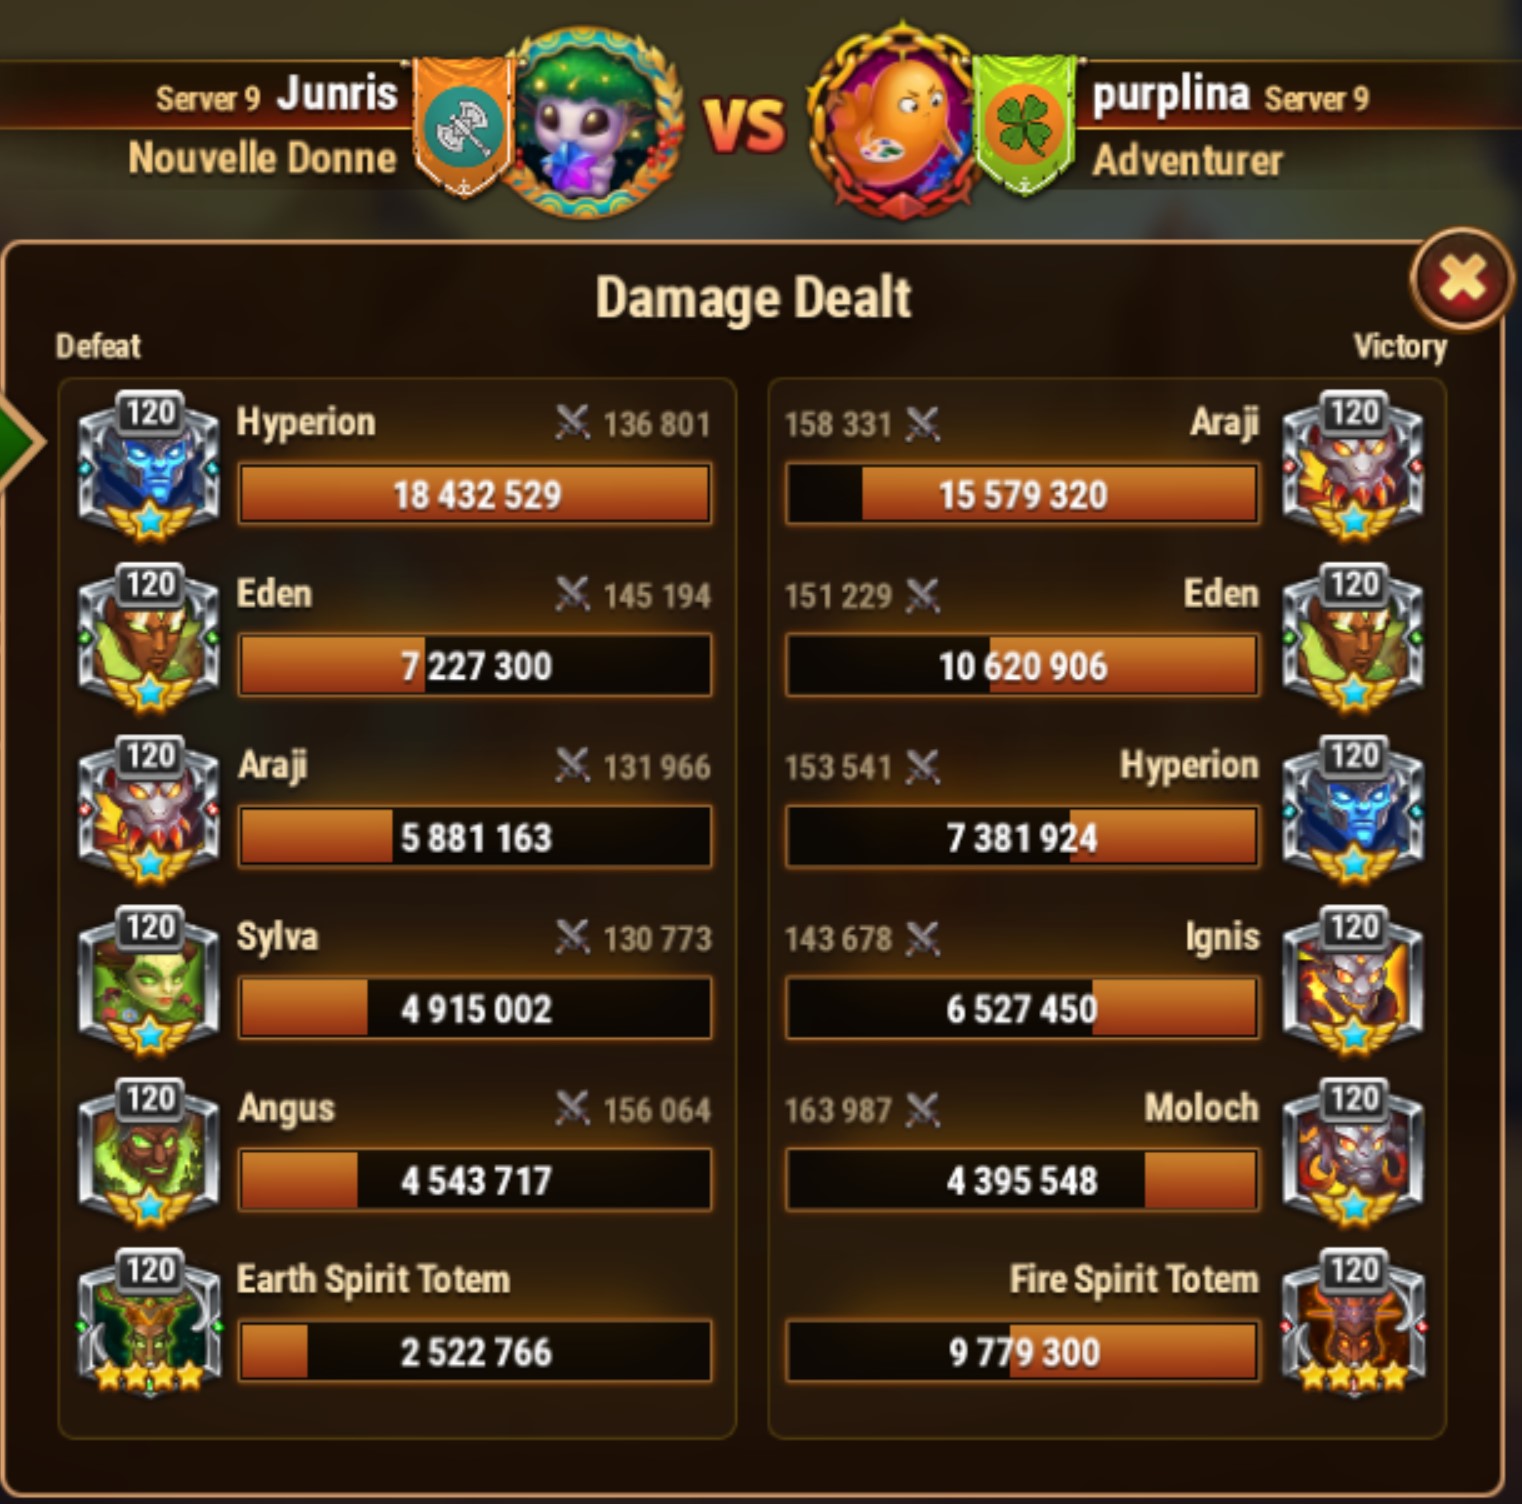 Server 9 Junris
Nouvelle Donne
VS
purplina Server 9
Adventurer
Damage Dealt
Defeat
Victory
120
Hyperion 136 801
18 432 529
120
Eden 145 194
7 227 300
120
Araji 131 966
5 881 163
120
Sylva 130 773
4 915 002
120
Angus 156 064
4 543 717
120
Earth Spirit Totem
2 522 766
158 331 Araji
120
15 579 320
151 229 Eden
120
10 620 906
153 541 Hyperion
120
7 381 924
143 678 Ignis
120
6 527 450
163 987 Moloch
120
4 395 548
Fire Spirit Totem
120
9 779 300